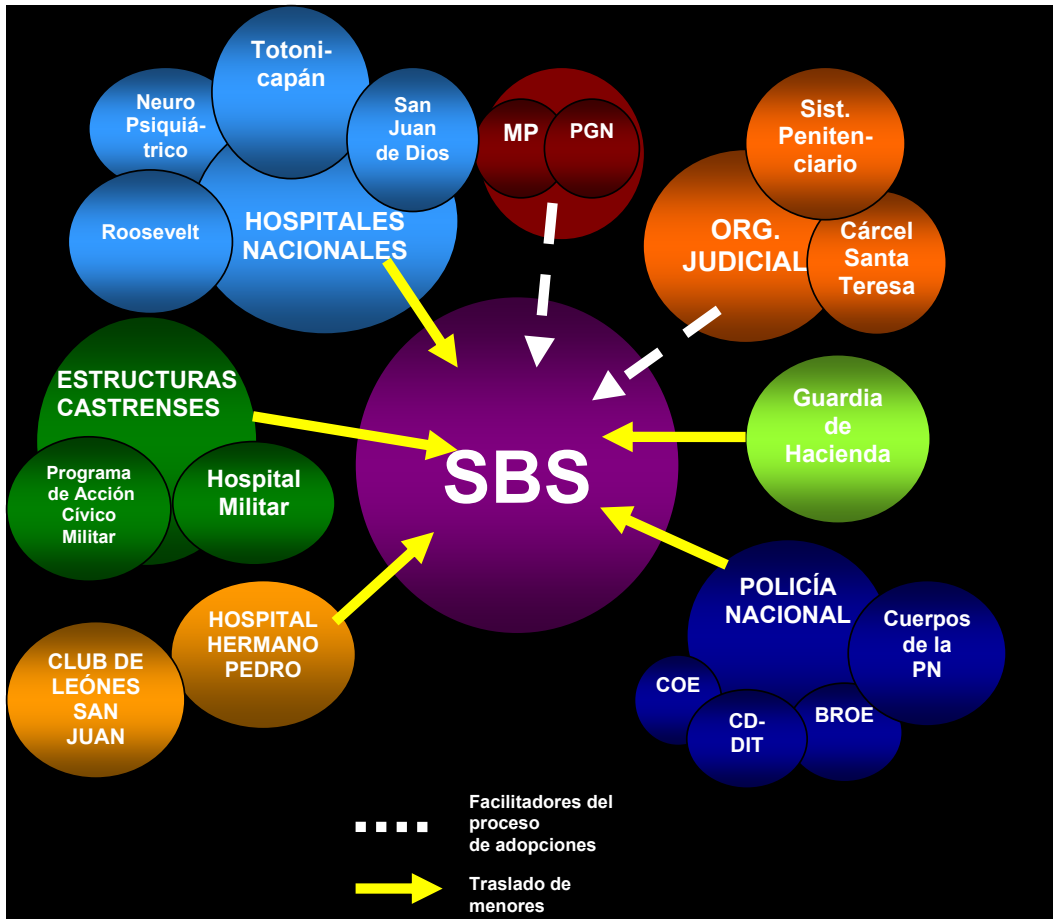 Totoni-
capán
Neuro
Psiquiá-
trico
San
Juan
de Dios
Roosevelt
HOSPITALES
NACIONALES
MP
PGN
Sist.
Peniten-
ciario
ORG.
JUDICIAL
Cárcel
Santa
Teresa
ESTRUCTURAS
CASTRENSES
Programa
de Acción
Cívico
Militar
Hospital
Militar
SBS
Guardia
de
Hacienda
HOSPITAL
HERMANO
PEDRO
CLUB DE
LEÓNES
SAN
JUAN
POLICÍA
NACIONAL
Cuerpos
de la
PN
COE
CD-
DIT
BROE
Facilitadores del
proceso
de adopciones
Traslado de
menores